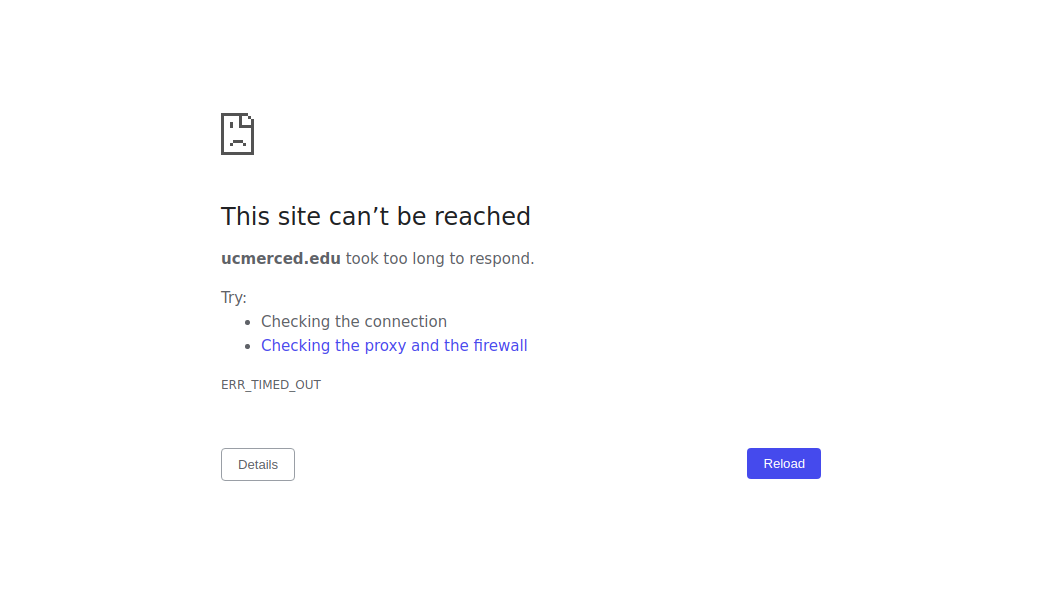 This site can’t be reached
ucmerced.edu took too long to respond.
Try:
Checking the connection
Checking the proxy and the firewall
ERR_TIMED_OUT
Details
Reload